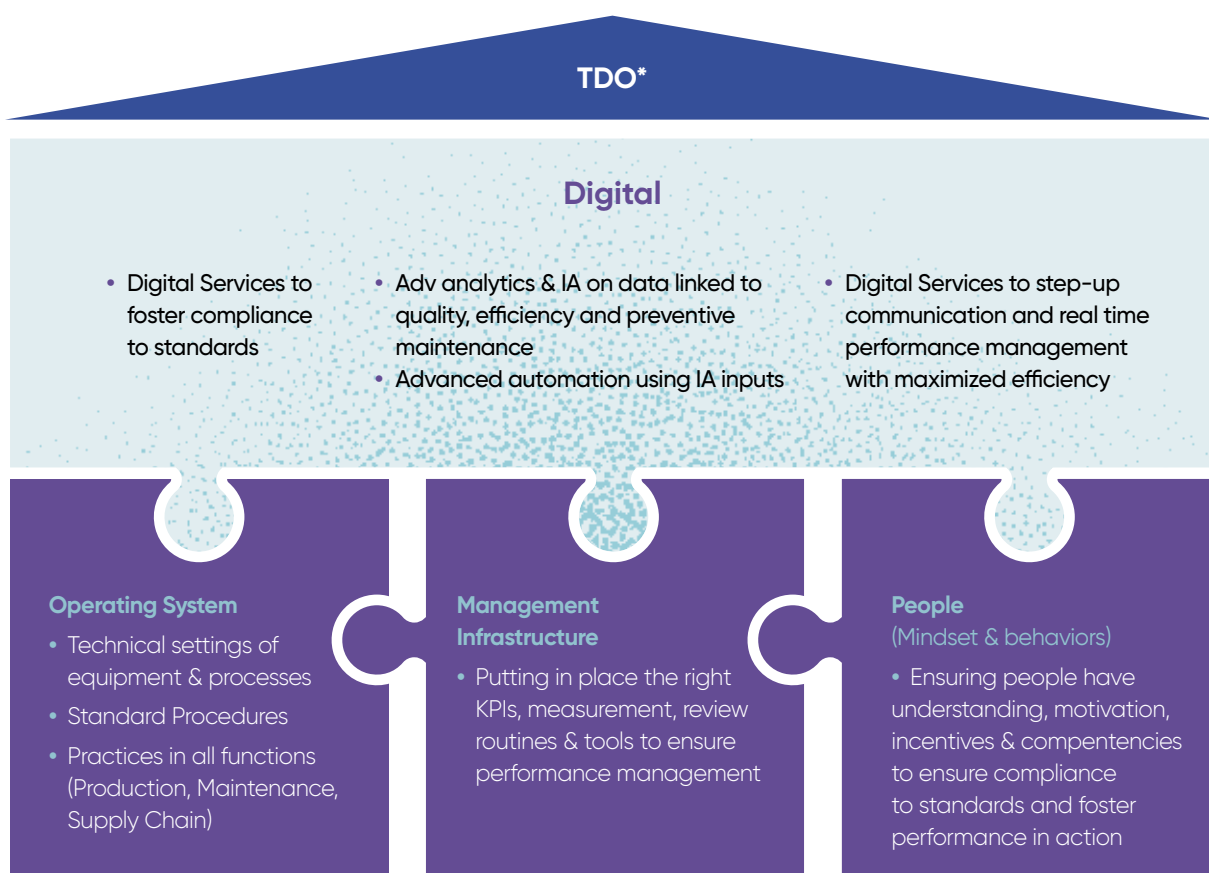 TDO*
Digital
• Digital Services to
foster compliance
to standards
• Adv analytics & IA on data linked to
quality, efficiency and preventive
maintenance
• Advanced automation using IA inputs
• Digital Services to step-up
communication and real time
performance management
with maximized efficiency
Operating System
• Technical settings of
equipment & processes
• Standard Procedures
• Practices in all functions
(Production, Maintenance,
Supply Chain)
Management
Infrastructure
• Putting in place the right
KPIs, measurement, review
routines & tools to ensure
performance management
People
(Mindset & behaviors)
• Ensuring people have
understanding, motivation,
incentives & compentencies
to ensure compliance
to standards and foster
performance in action